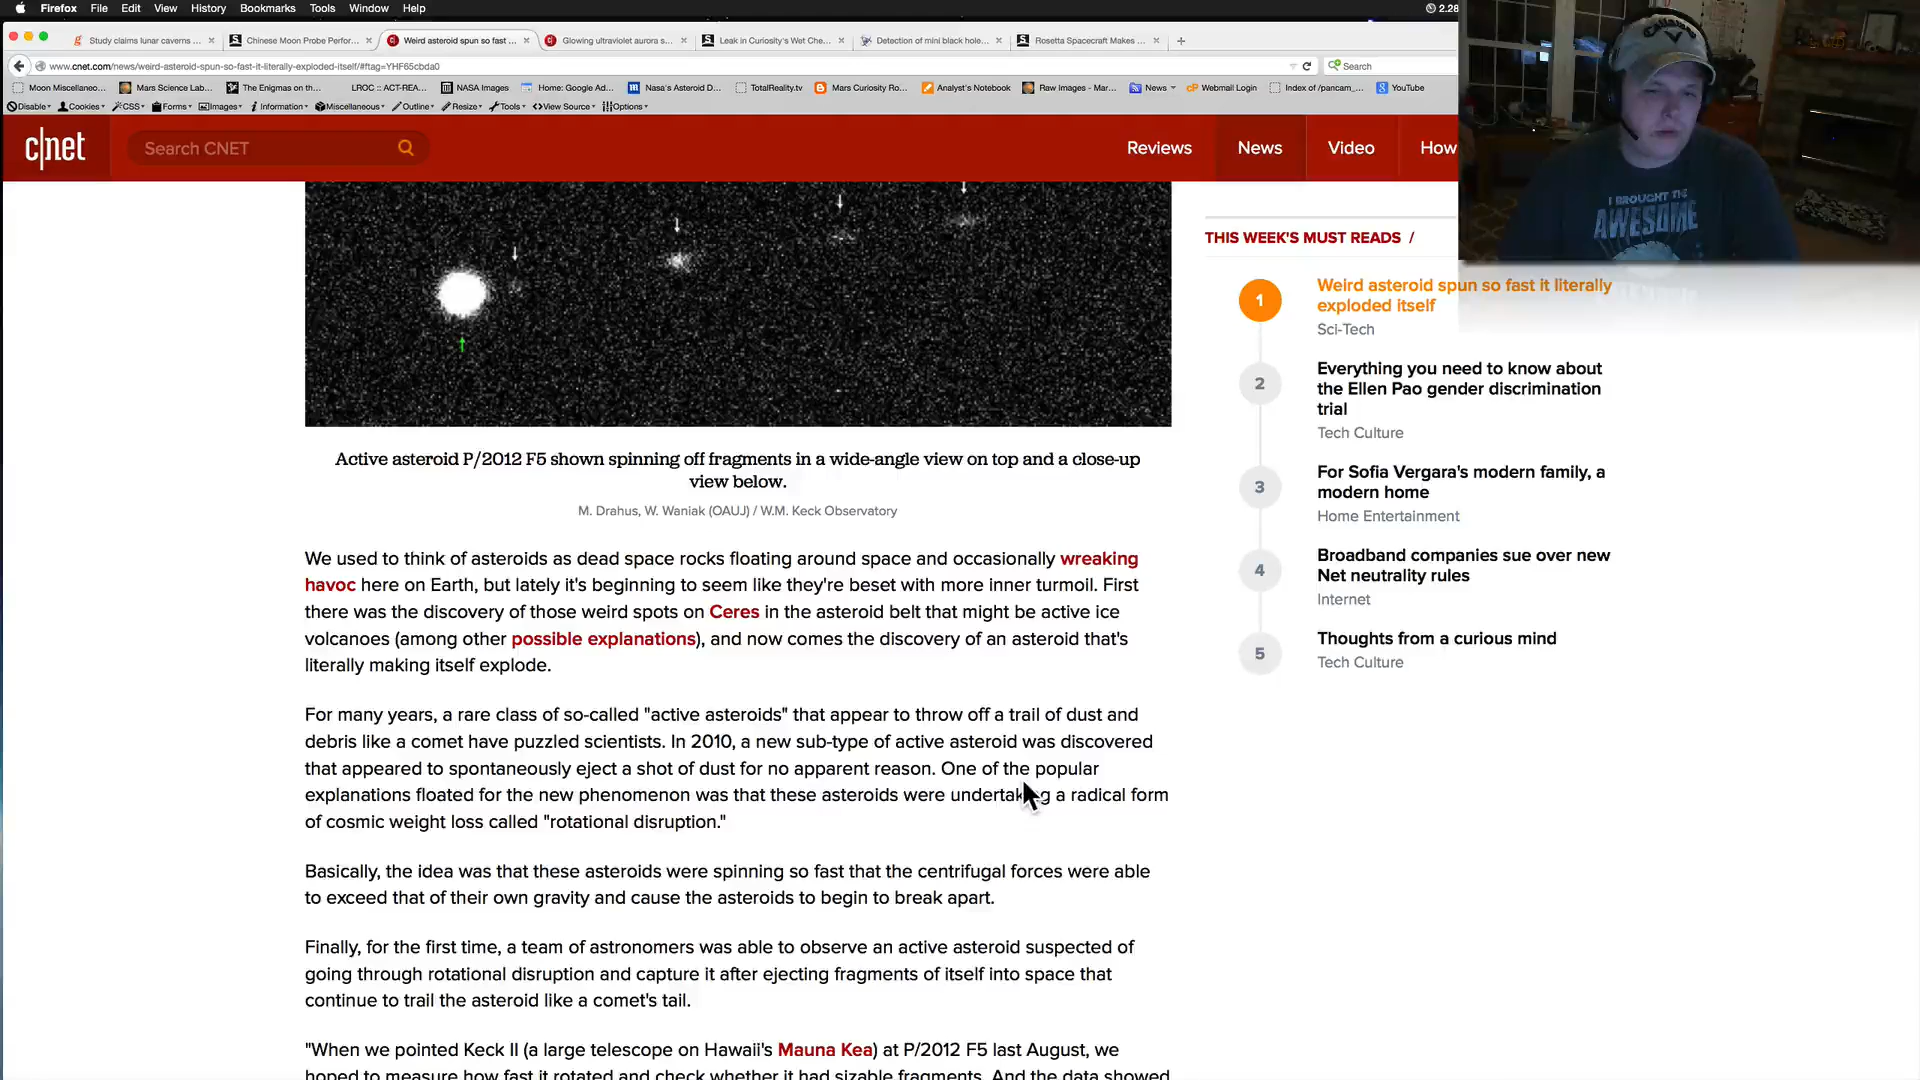 Firefox File Edit View History Bookmarks Tools Window Help 2.28
Study claims lunar caverns ... Chinese Moon Probe Perfor... Weird asteroid spun so fast ... Glowing ultraviolet aurora s... Leak in Curiosity's Wet Che... Detection of mini black hole... Rosetta Spacecraft Makes ...
www.cnet.com/news/weird-asteroid-spun-so-fast-it-literally-exploded-itself/#ftag=YHF65cbda0 Search
Moon Miscellaneo... Mars Science Lab... The Enigmas on th... LROC :: ACT-REA... NASA Images Home: Google Ad... Nasa's Asteroid D... TotalReality.tv Mars Curiosity Ro... Analyst's Notebook Raw Images - Mar... News Webmail Login Index of /pancam_... YouTube
Disable Cookies CSS Forms Images Information Miscellaneous Outline Resize Tools View Source Options
c|net Search CNET Reviews News Video How
I BROUGHT THE
AWESOME
THIS WEEK'S MUST READS /
1 Weird asteroid spun so fast it literally
exploded itself
Sci-Tech
2 Everything you need to know about
the Ellen Pao gender discrimination
trial
Tech Culture
3 For Sofia Vergara's modern family, a
modern home
Home Entertainment
4 Broadband companies sue over new
Net neutrality rules
Internet
5 Thoughts from a curious mind
Tech Culture
Active asteroid P/2012 F5 shown spinning off fragments in a wide-angle view on top and a close-up
view below.
M. Drahus, W. Waniak (OAUJ) / W.M. Keck Observatory
We used to think of asteroids as dead space rocks floating around space and occasionally wreaking
havoc here on Earth, but lately it's beginning to seem like they're beset with more inner turmoil. First
there was the discovery of those weird spots on Ceres in the asteroid belt that might be active ice
volcanoes (among other possible explanations), and now comes the discovery of an asteroid that's
literally making itself explode.
For many years, a rare class of so-called "active asteroids" that appear to throw off a trail of dust and
debris like a comet have puzzled scientists. In 2010, a new sub-type of active asteroid was discovered
that appeared to spontaneously eject a shot of dust for no apparent reason. One of the popular
explanations floated for the new phenomenon was that these asteroids were undertaking a radical form
of cosmic weight loss called "rotational disruption."
Basically, the idea was that these asteroids were spinning so fast that the centrifugal forces were able
to exceed that of their own gravity and cause the asteroids to begin to break apart.
Finally, for the first time, a team of astronomers was able to observe an active asteroid suspected of
going through rotational disruption and capture it after ejecting fragments of itself into space that
continue to trail the asteroid like a comet's tail.
"When we pointed Keck II (a large telescope on Hawaii's Mauna Kea) at P/2012 F5 last August, we
hoped to measure how fast it rotated and check whether it had sizable fragments. And the data showed